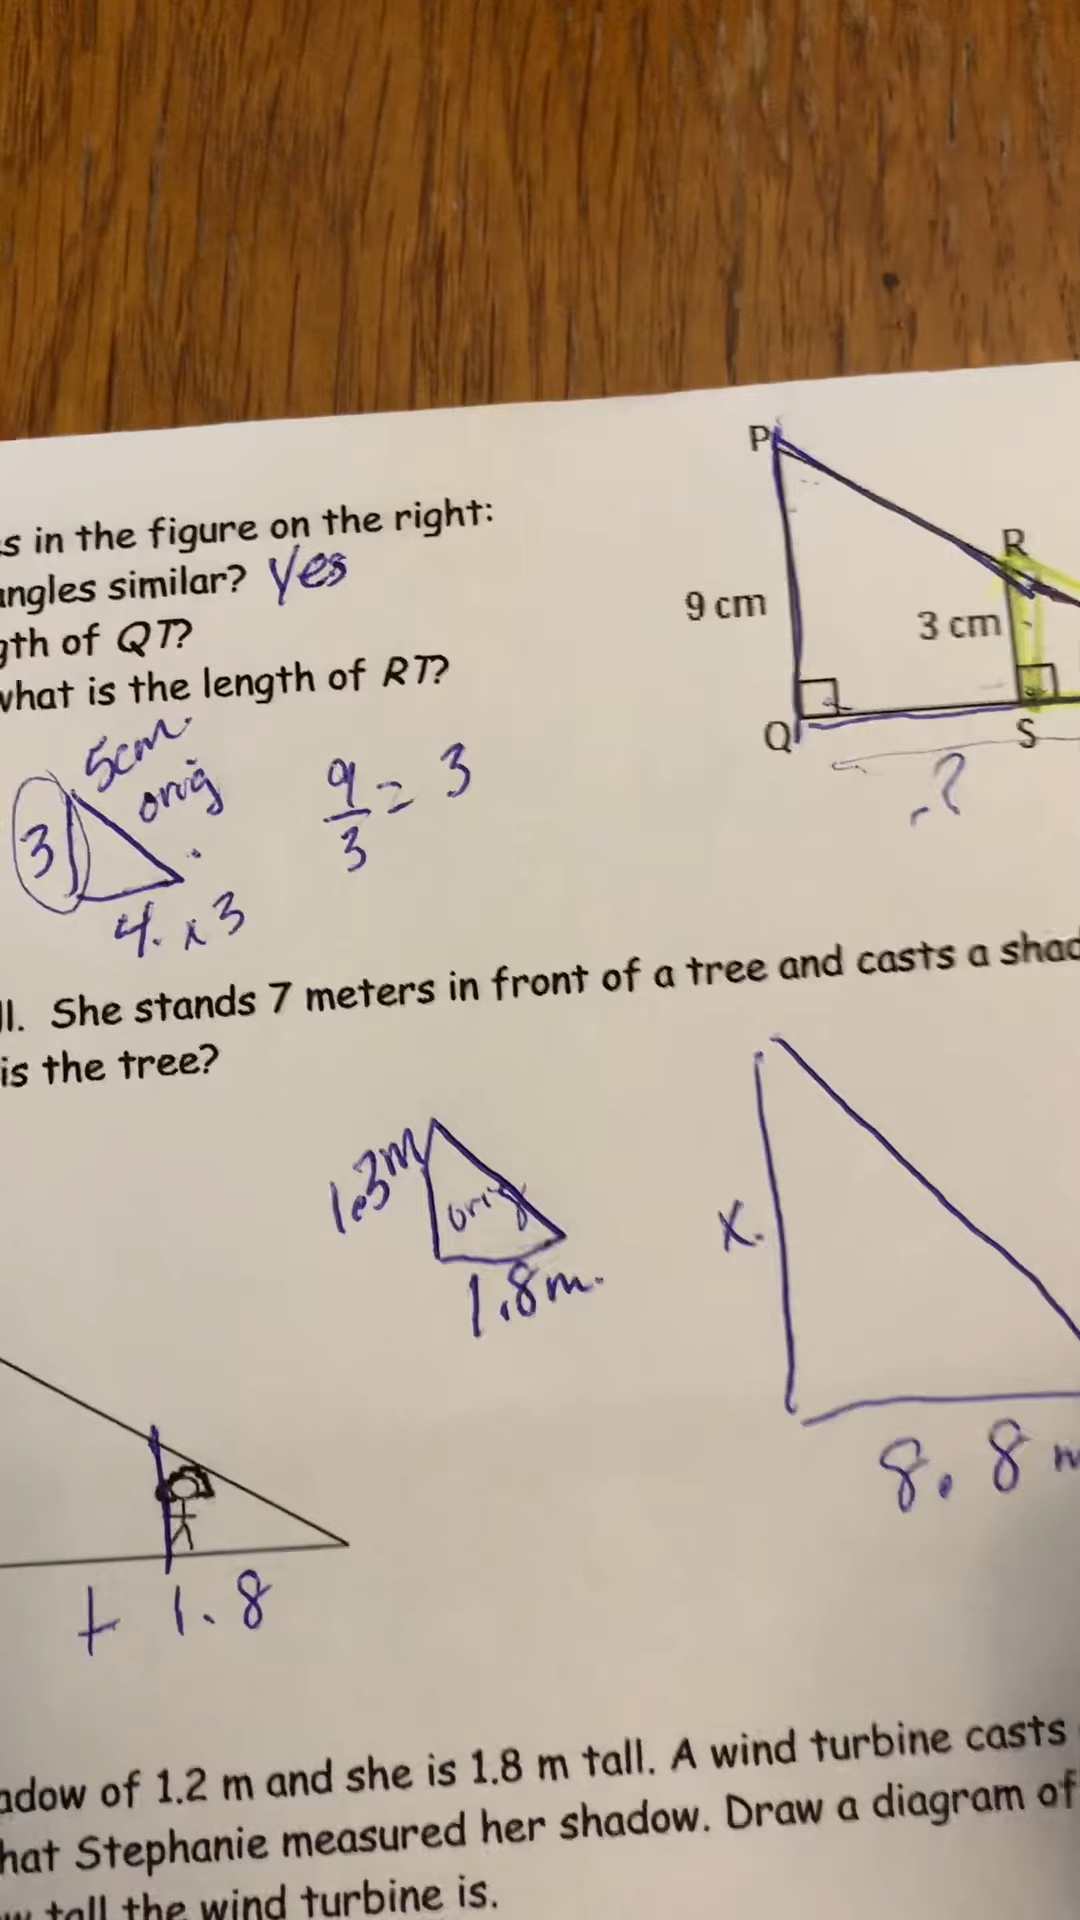 s in the figure on the right:
angles similar? Yes
gth of QT?
what is the length of RT?
P
R
9 cm
3 cm
Q
S
?
5cm.
orig
3
4. x 3
9/3 = 3
ll. She stands 7 meters in front of a tree and casts a shad
is the tree?
1.3m
orig
1.8m.
x.
8.8 m
+ 1.8
adow of 1.2 m and she is 1.8 m tall. A wind turbine casts
hat Stephanie measured her shadow. Draw a diagram of
w tall the wind turbine is.